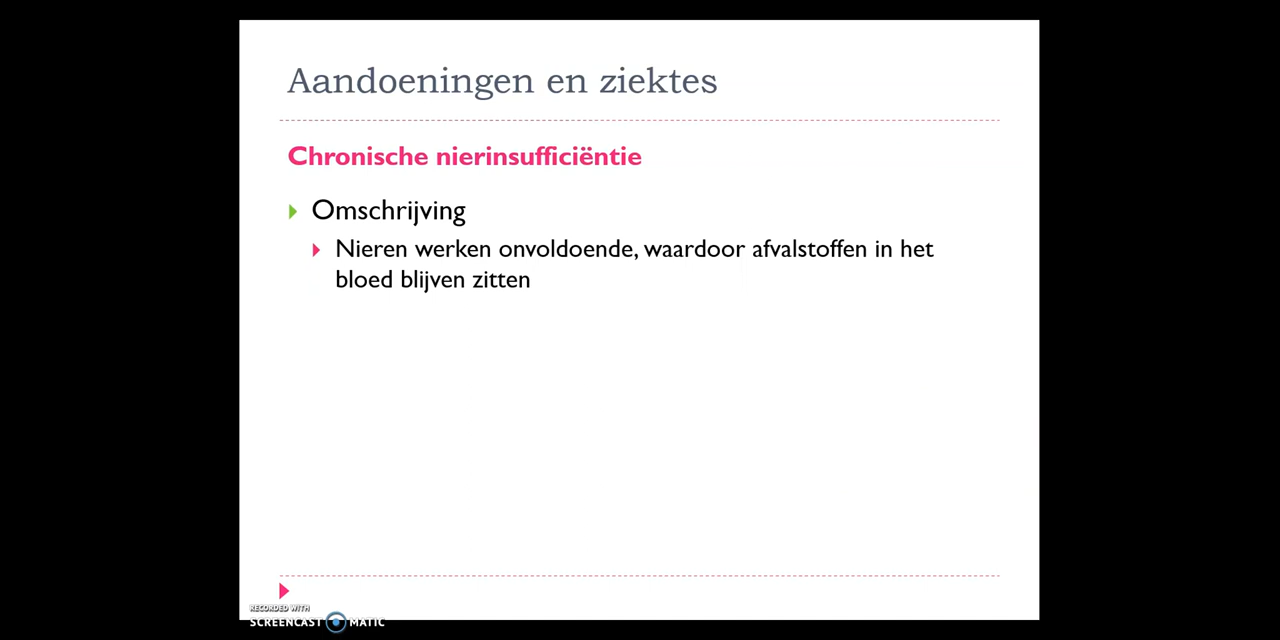 Aandoeningen en ziektes
Chronische nierinsufficiëntie
Omschrijving
Nieren werken onvoldoende, waardoor afvalstoffen in het
bloed blijven zitten
RECORDED WITH
SCREENCAST MATIC